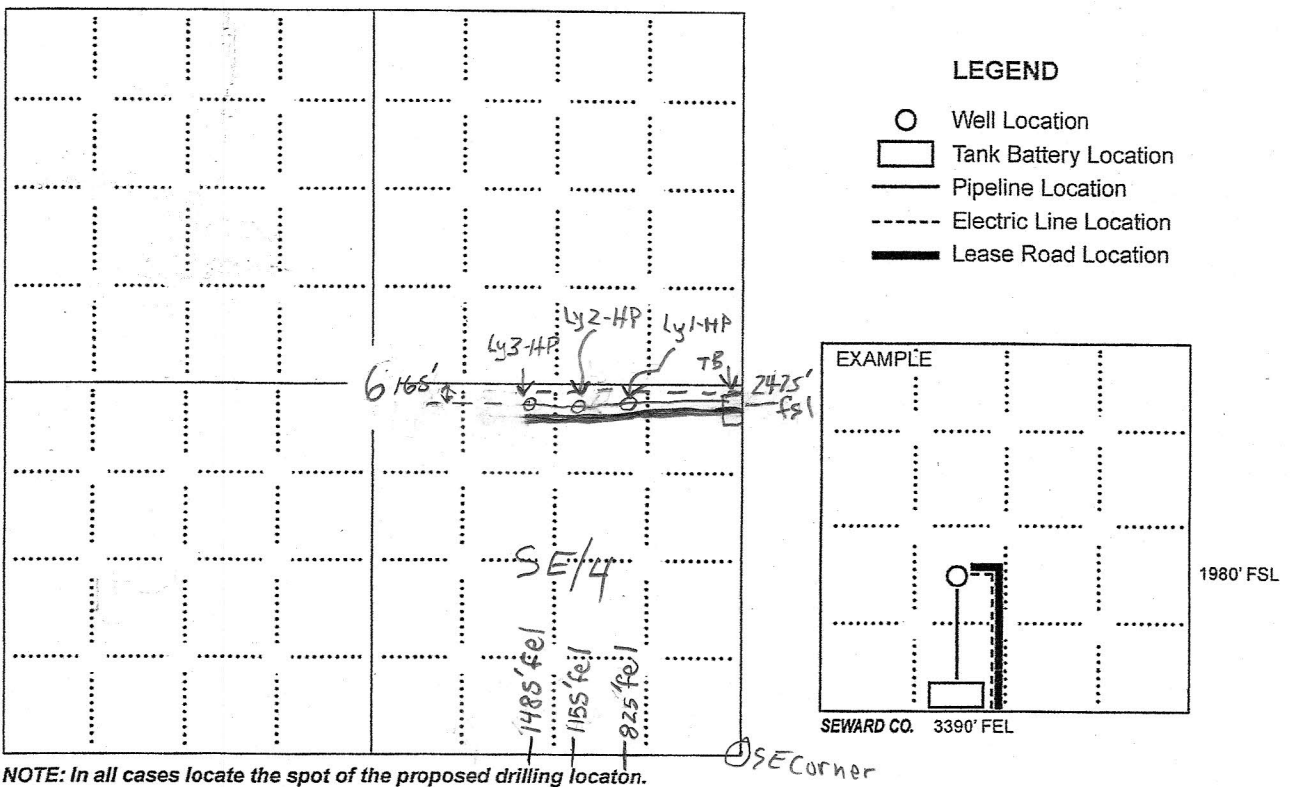 LEGEND
Well Location
Tank Battery Location
Pipeline Location
Electric Line Location
Lease Road Location
Ly3-HP
Ly2-HP
Ly1-HP
TB
6
165'
2475'
fsl
SE/4
1485' fel
1155' fel
825' fel
SE Corner
EXAMPLE
1980' FSL
SEWARD CO. 3390' FEL
NOTE: In all cases locate the spot of the proposed drilling locaton.